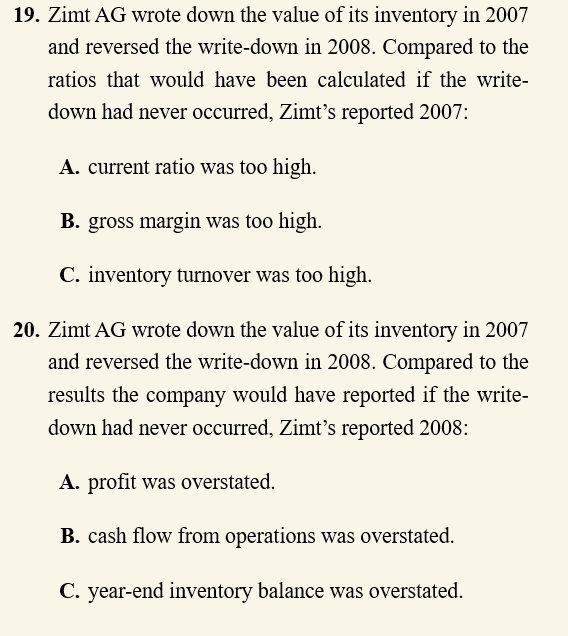 19. Zimt AG wrote down the value of its inventory in 2007
and reversed the write-down in 2008. Compared to the
ratios that would have been calculated if the write-
down had never occurred, Zimt’s reported 2007:
A. current ratio was too high.
B. gross margin was too high.
C. inventory turnover was too high.
20. Zimt AG wrote down the value of its inventory in 2007
and reversed the write-down in 2008. Compared to the
results the company would have reported if the write-
down had never occurred, Zimt’s reported 2008:
A. profit was overstated.
B. cash flow from operations was overstated.
C. year-end inventory balance was overstated.